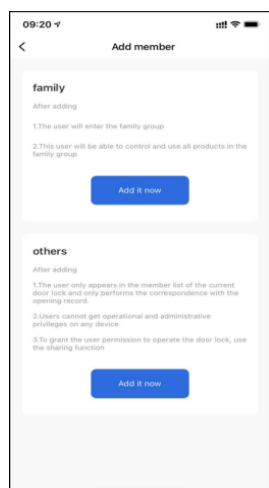 09:20
Add member
family
After adding
1.The user will enter the family group
2.This user will be able to control and use all products in the
family group
Add it now
others
After adding
1.The user only appears in the member list of the current
door lock and only performs the correspondence with the
opening record.
2.Users cannot get operational and administrative
privileges on any device
3.To grant the user permission to operate the door lock, use
the sharing function
Add it now